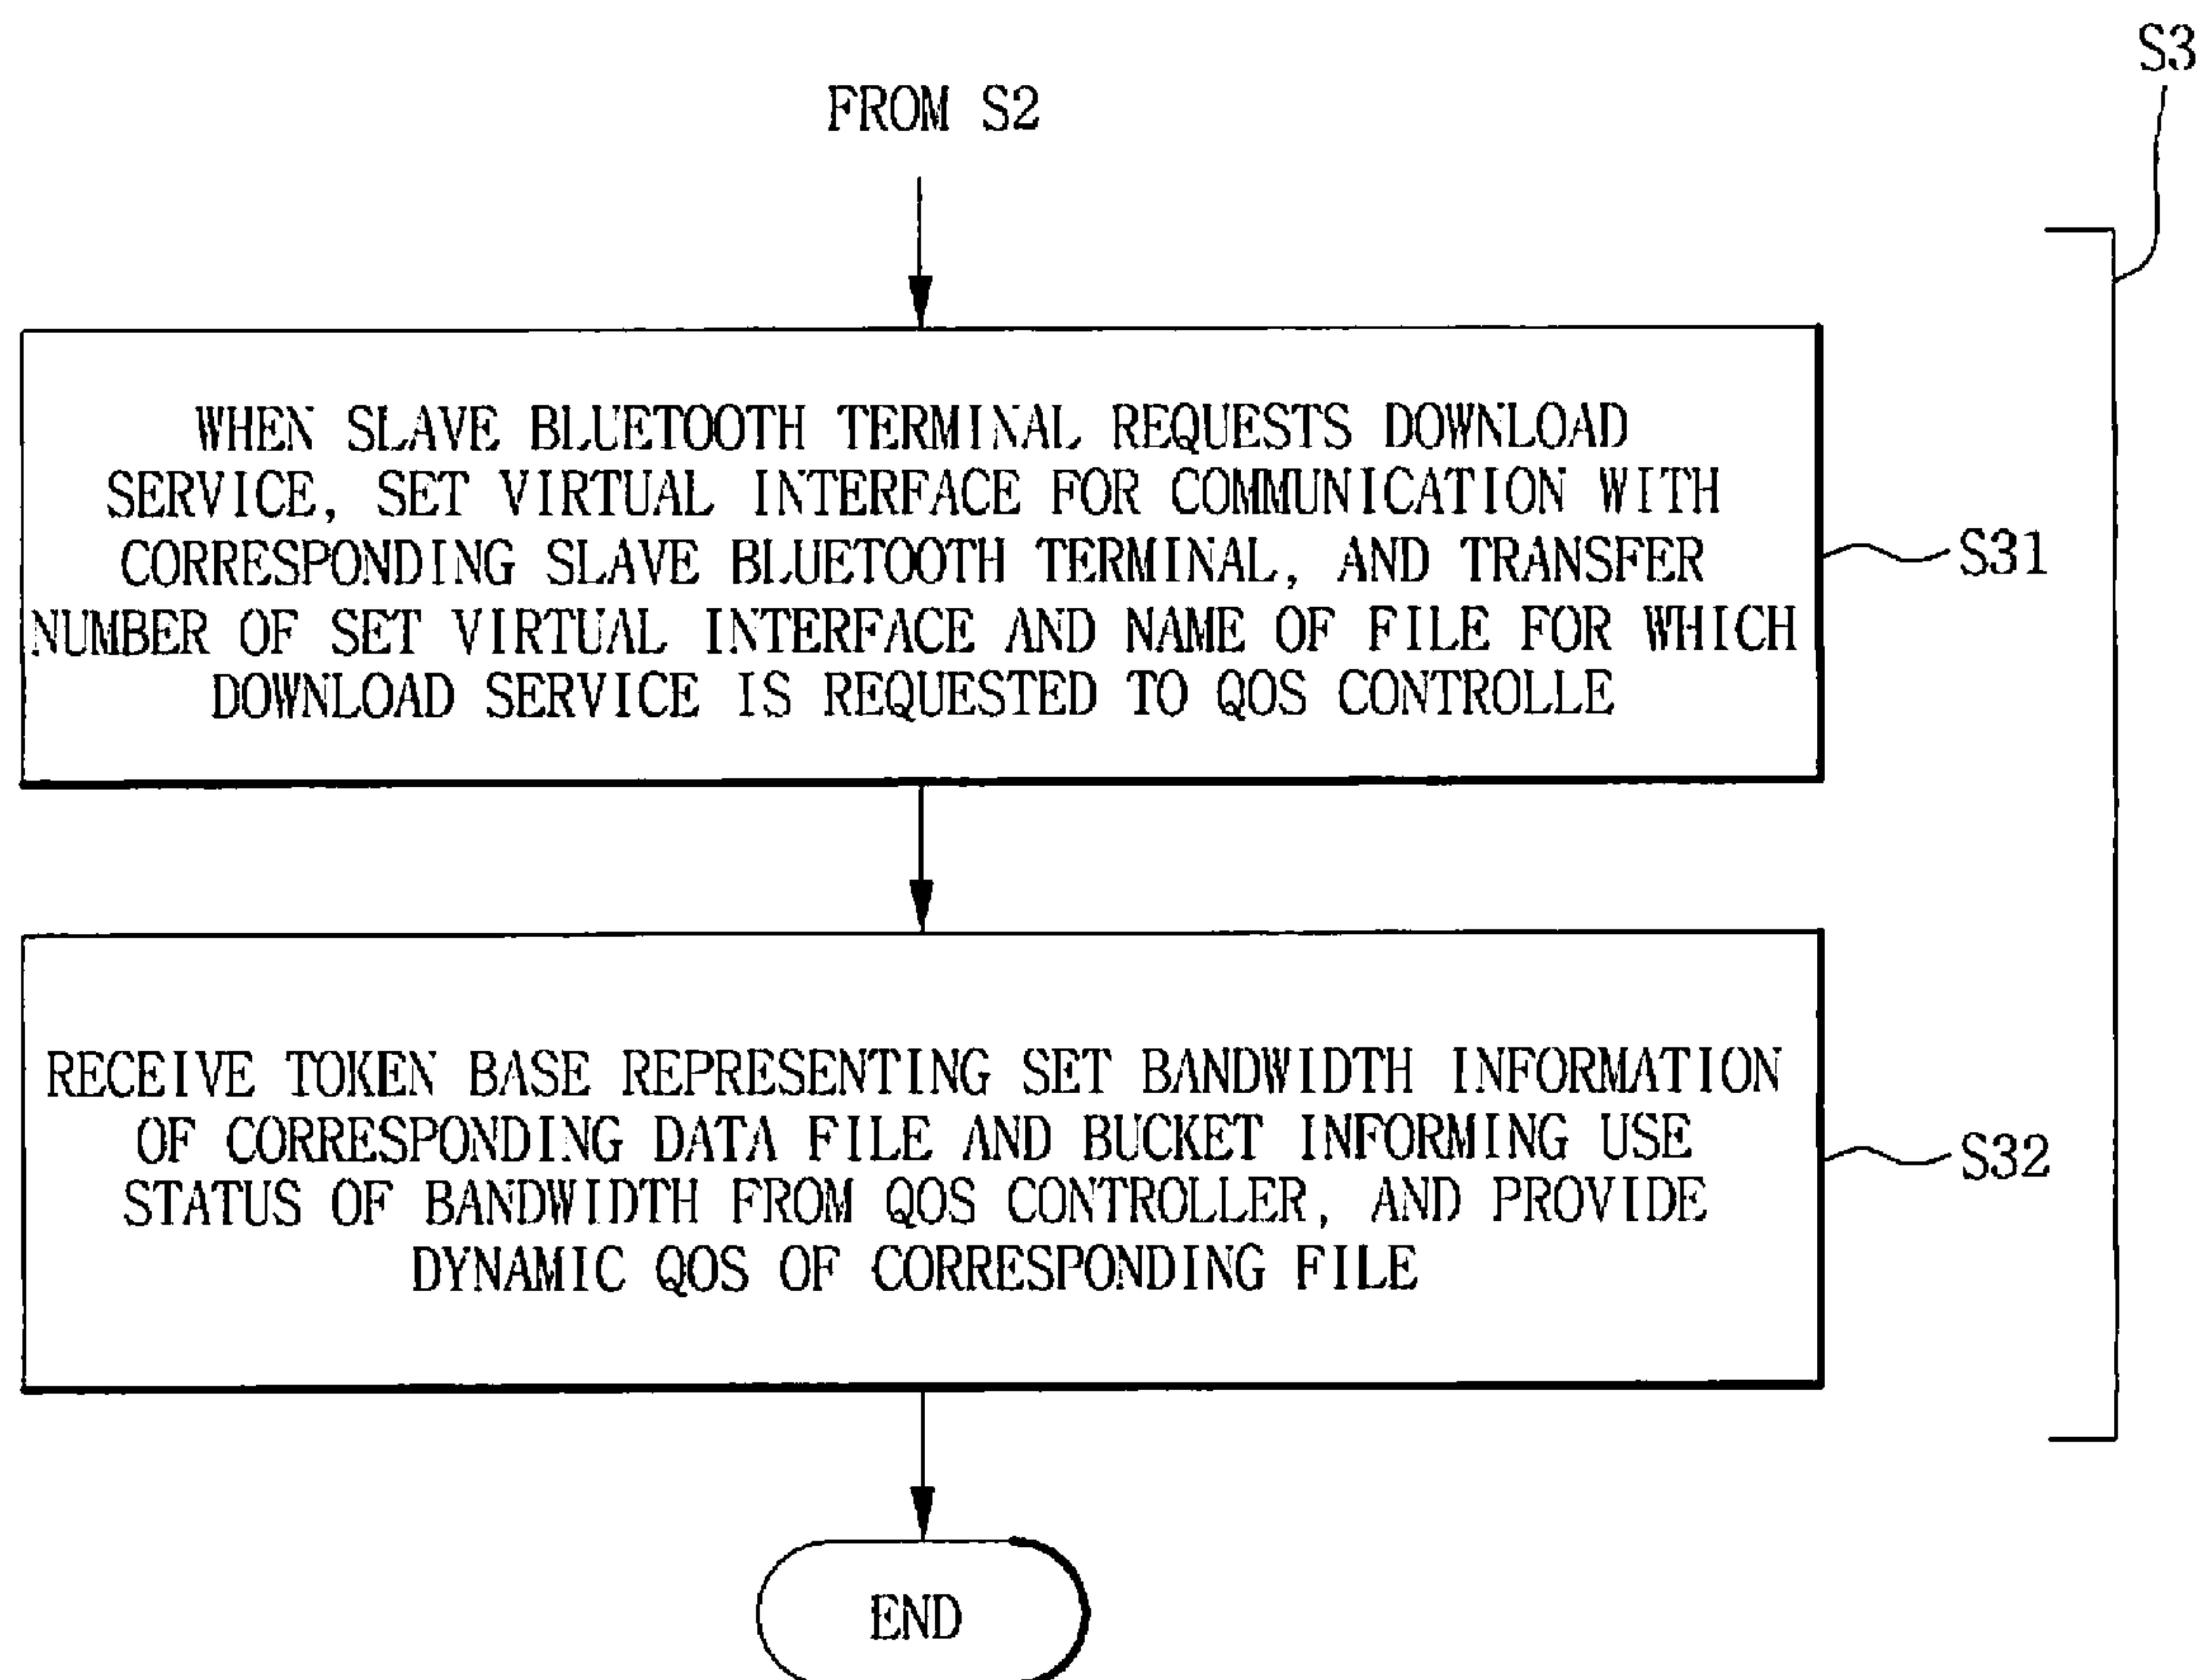 S3
FROM S2
WHEN SLAVE BLUETOOTH TERMINAL REQUESTS DOWNLOAD
SERVICE, SET VIRTUAL INTERFACE FOR COMMUNICATION WITH
CORRESPONDING SLAVE BLUETOOTH TERMINAL, AND TRANSFER
NUMBER OF SET VIRTUAL INTERFACE AND NAME OF FILE FOR WHICH
DOWNLOAD SERVICE IS REQUESTED TO QOS CONTROLLE
S31
RECEIVE TOKEN BASE REPRESENTING SET BANDWIDTH INFORMATION
OF CORRESPONDING DATA FILE AND BUCKET INFORMING USE
STATUS OF BANDWIDTH FROM QOS CONTROLLER, AND PROVIDE
DYNAMIC QOS OF CORRESPONDING FILE
S32
END